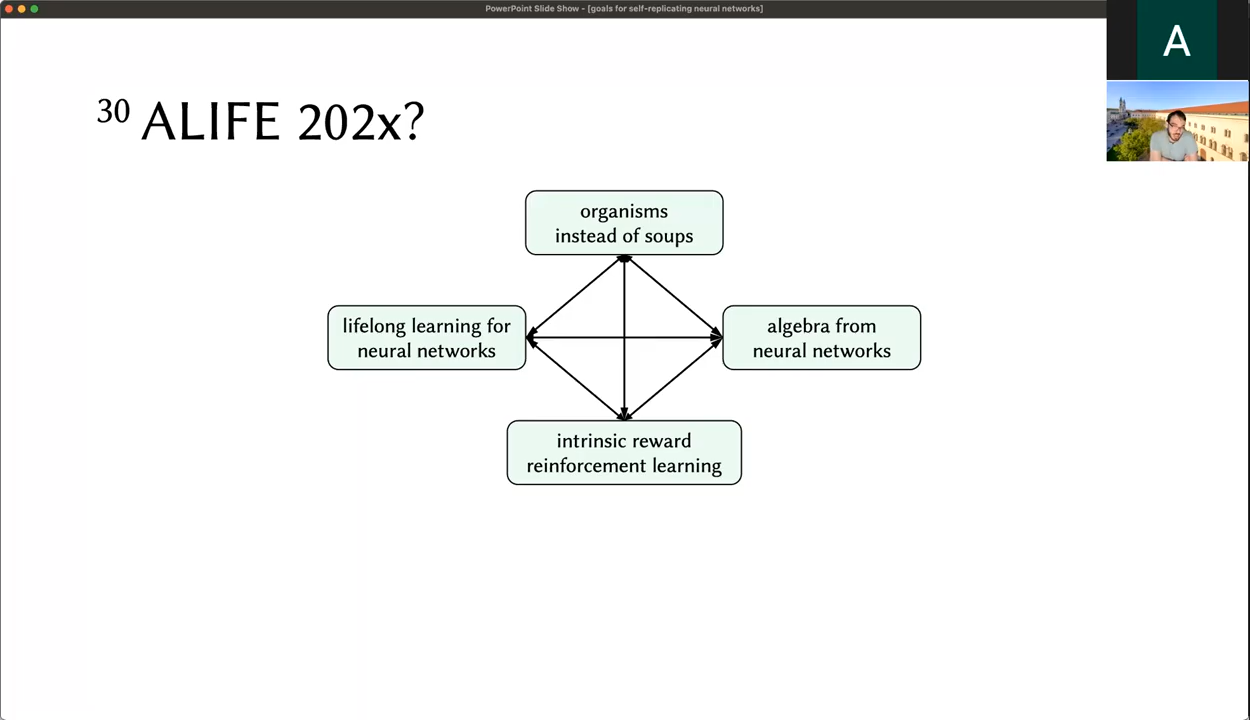 PowerPoint Slide Show - [goals for self-replicating neural networks]
A
30 ALIFE 202x?
organisms
instead of soups
lifelong learning for
neural networks
algebra from
neural networks
intrinsic reward
reinforcement learning